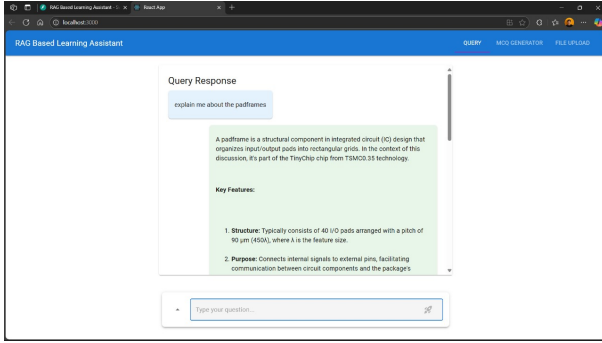 RAG Based Learning Assistant - Si
React App
localhost:3000
RAG Based Learning Assistant
QUERY
MCQ GENERATOR
FILE UPLOAD
Query Response
explain me about the padframes
A padframe is a structural component in integrated circuit (IC) design that
organizes input/output pads into rectangular grids. In the context of this
discussion, it's part of the TinyChip chip from TSMC0.35 technology.
Key Features:
1. Structure: Typically consists of 40 I/O pads arranged with a pitch of
90 μm (450λ), where λ is the feature size.
2. Purpose: Connects internal signals to external pins, facilitating
communication between circuit components and the package's
Type your question...